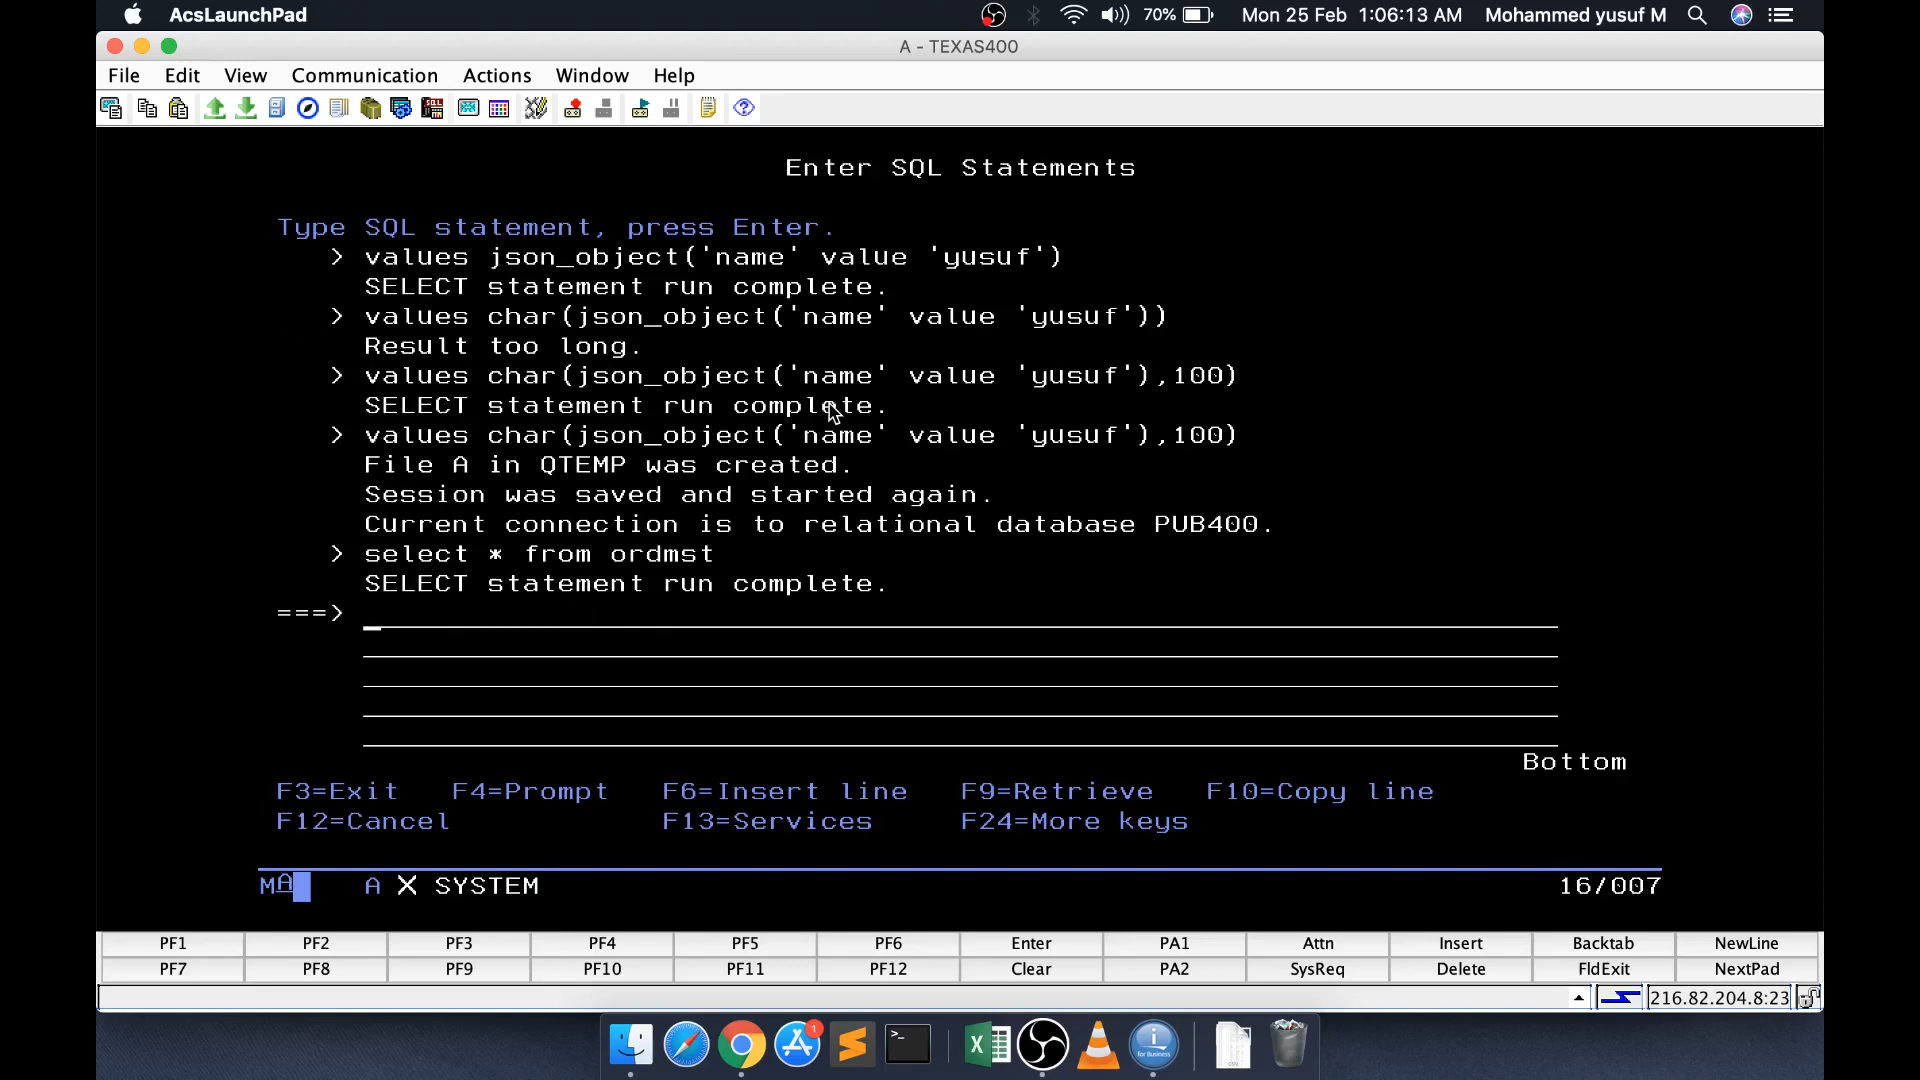 AcsLaunchPad 70% Mon 25 Feb 1:06:13 AM Mohammed yusuf M
A - TEXAS400
File Edit View Communication Actions Window Help
Enter SQL Statements
Type SQL statement, press Enter.
> values json_object('name' value 'yusuf')
SELECT statement run complete.
> values char(json_object('name' value 'yusuf'))
Result too long.
> values char(json_object('name' value 'yusuf'),100)
SELECT statement run complete.
> values char(json_object('name' value 'yusuf'),100)
File A in QTEMP was created.
Session was saved and started again.
Current connection is to relational database PUB400.
> select * from ordmst
SELECT statement run complete.
===>
Bottom
F3=Exit F4=Prompt F6=Insert line F9=Retrieve F10=Copy line
F12=Cancel F13=Services F24=More keys
MA A X SYSTEM 16/007
PF1 PF2 PF3 PF4 PF5 PF6 Enter PA1 Attn Insert Backtab NewLine
PF7 PF8 PF9 PF10 PF11 PF12 Clear PA2 SysReq Delete FldExit NextPad
216.82.204.8:23